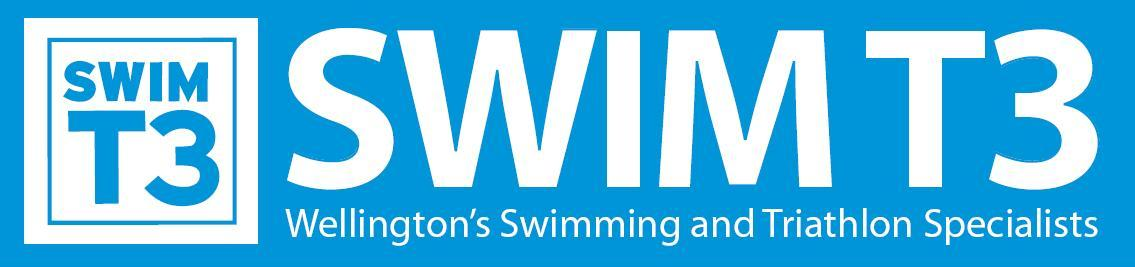 SWIM
T3
SWIM T3
Wellington's Swimming and Triathlon Specialists